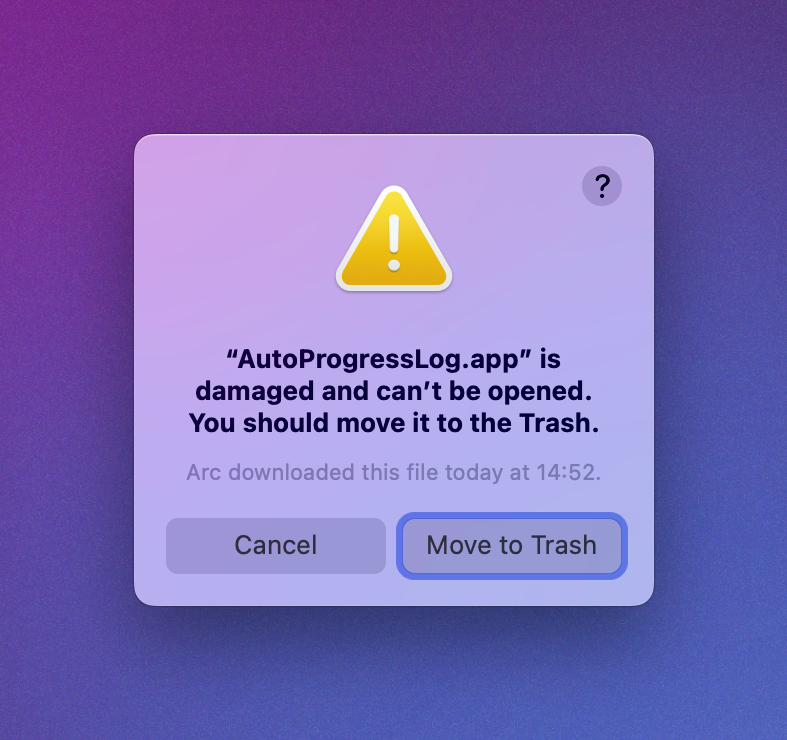 ?
“AutoProgressLog.app” is
damaged and can’t be opened.
You should move it to the Trash.
Arc downloaded this file today at 14:52.
Cancel
Move to Trash